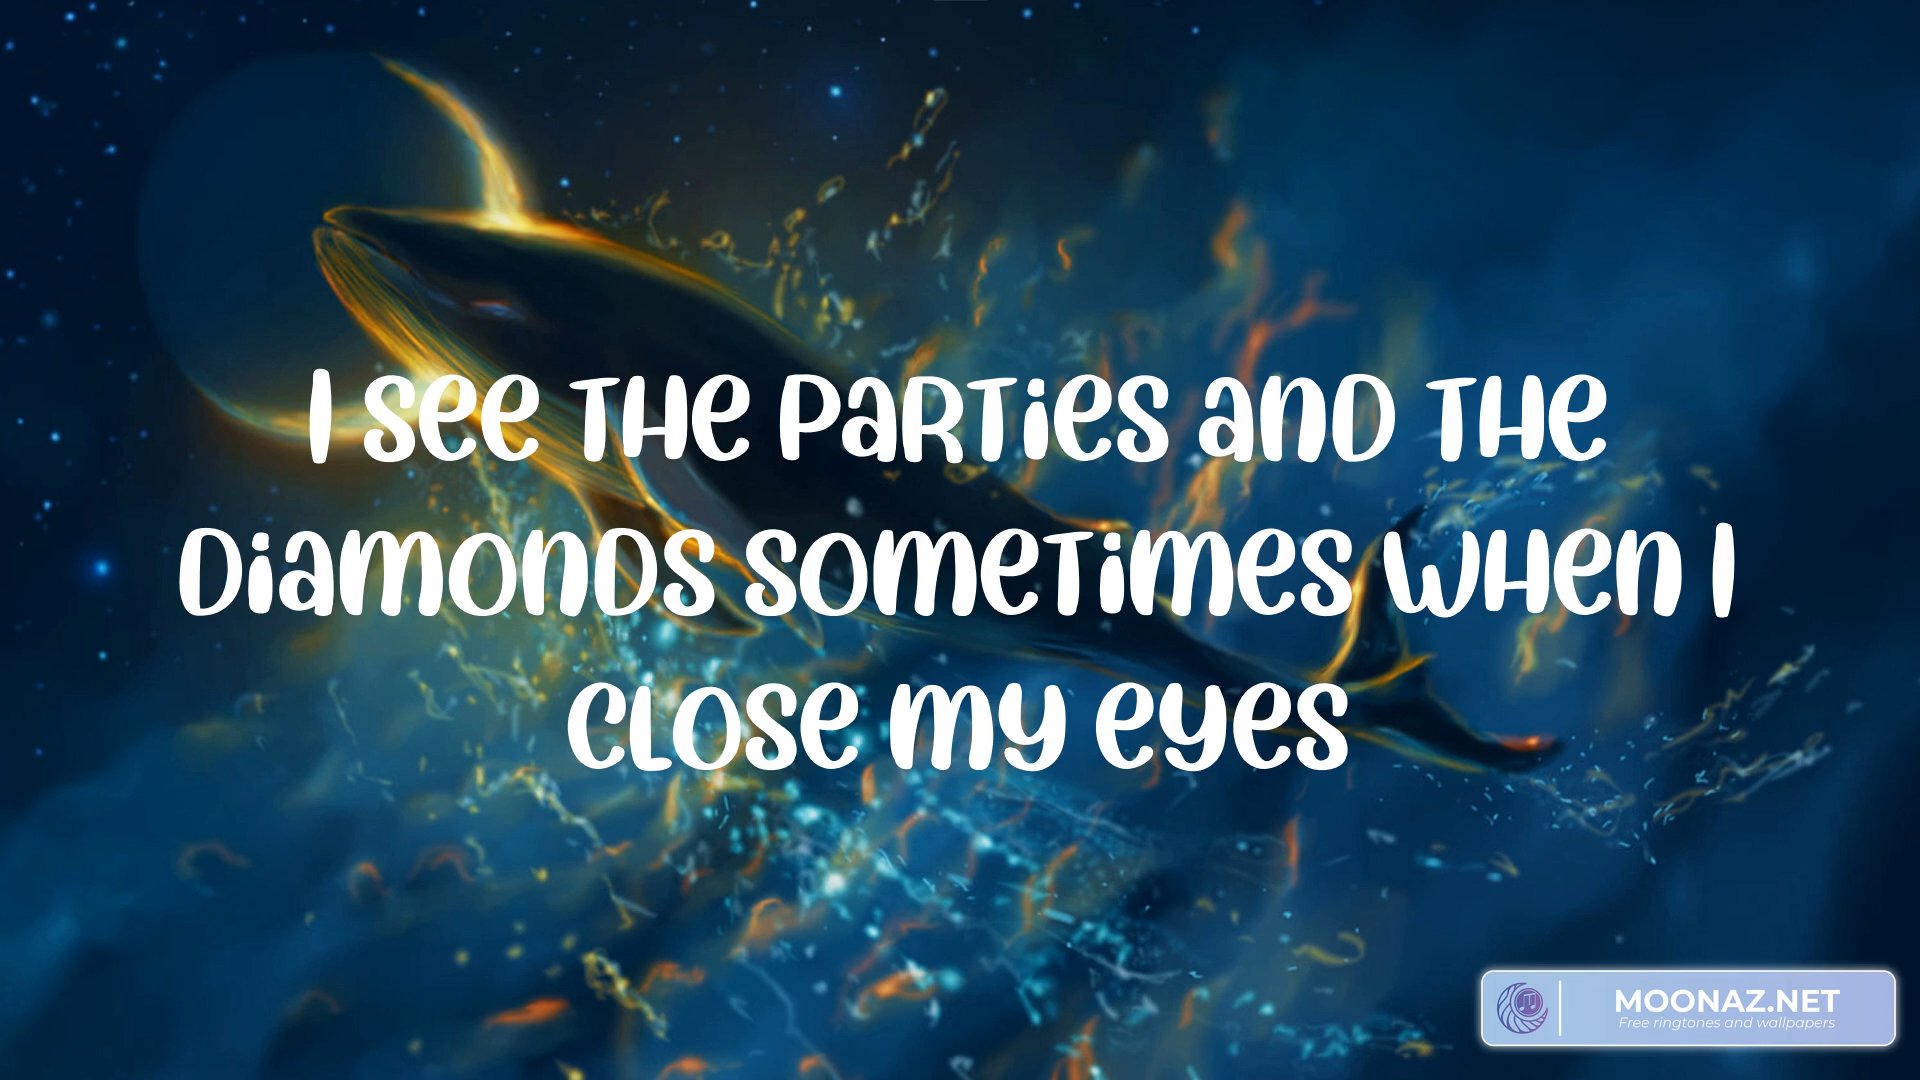 I see the parties and the
diamonds sometimes when I
close my eyes
MOONAZ.NET
Free ringtones and wallpapers